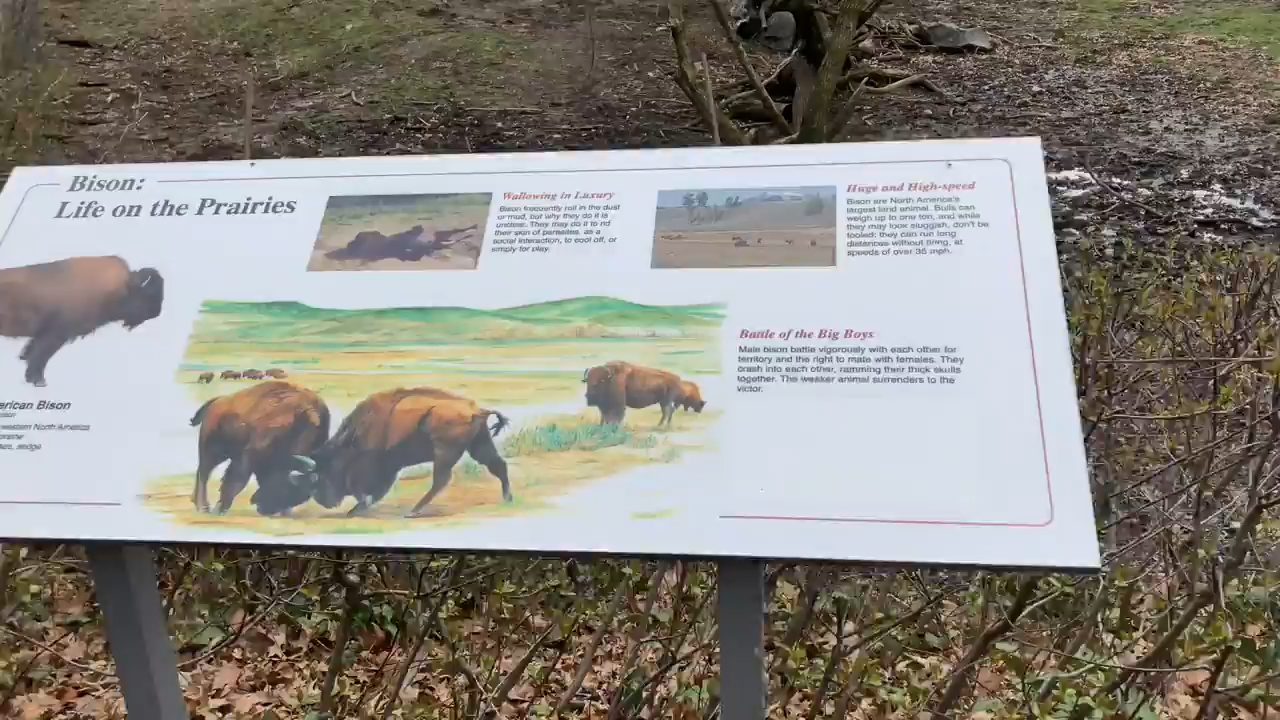 Bison:
Life on the Prairies
Wallowing in Luxury
Bison frequently roll in the dust
or mud, but why they do it is
unclear. They may do it to rid
their skin of parasites, as a
social interaction, to cool off, or
simply for play.
Huge and High-speed
Bison are North America's
largest land animal. Bulls can
weigh up to one ton, and while
they may look sluggish, don't be
fooled: they can run long
distances without tiring, at
speeds of over 35 mph.
Battle of the Big Boys
Male bison battle vigorously with each other for
territory and the right to mate with females. They
crash into each other, ramming their thick skulls
together. The weaker animal surrenders to the
victor.
erican Bison
western North America
sedge